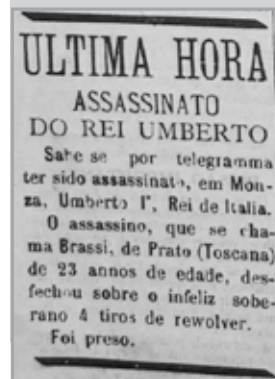 ULTIMA HORA
ASSASSINATO
DO REI UMBERTO
Sabe se por telegramma
ter sido assassinato, em Mon-
za, Umberto I°, Rei de Italia.
O assassino, que se cha-
ma Brassi, de Prato (Toscana)
de 23 annos de edade, des-
fechou sobre o infeliz sobe-
rano 4 tiros de rewolver.
Foi preso.